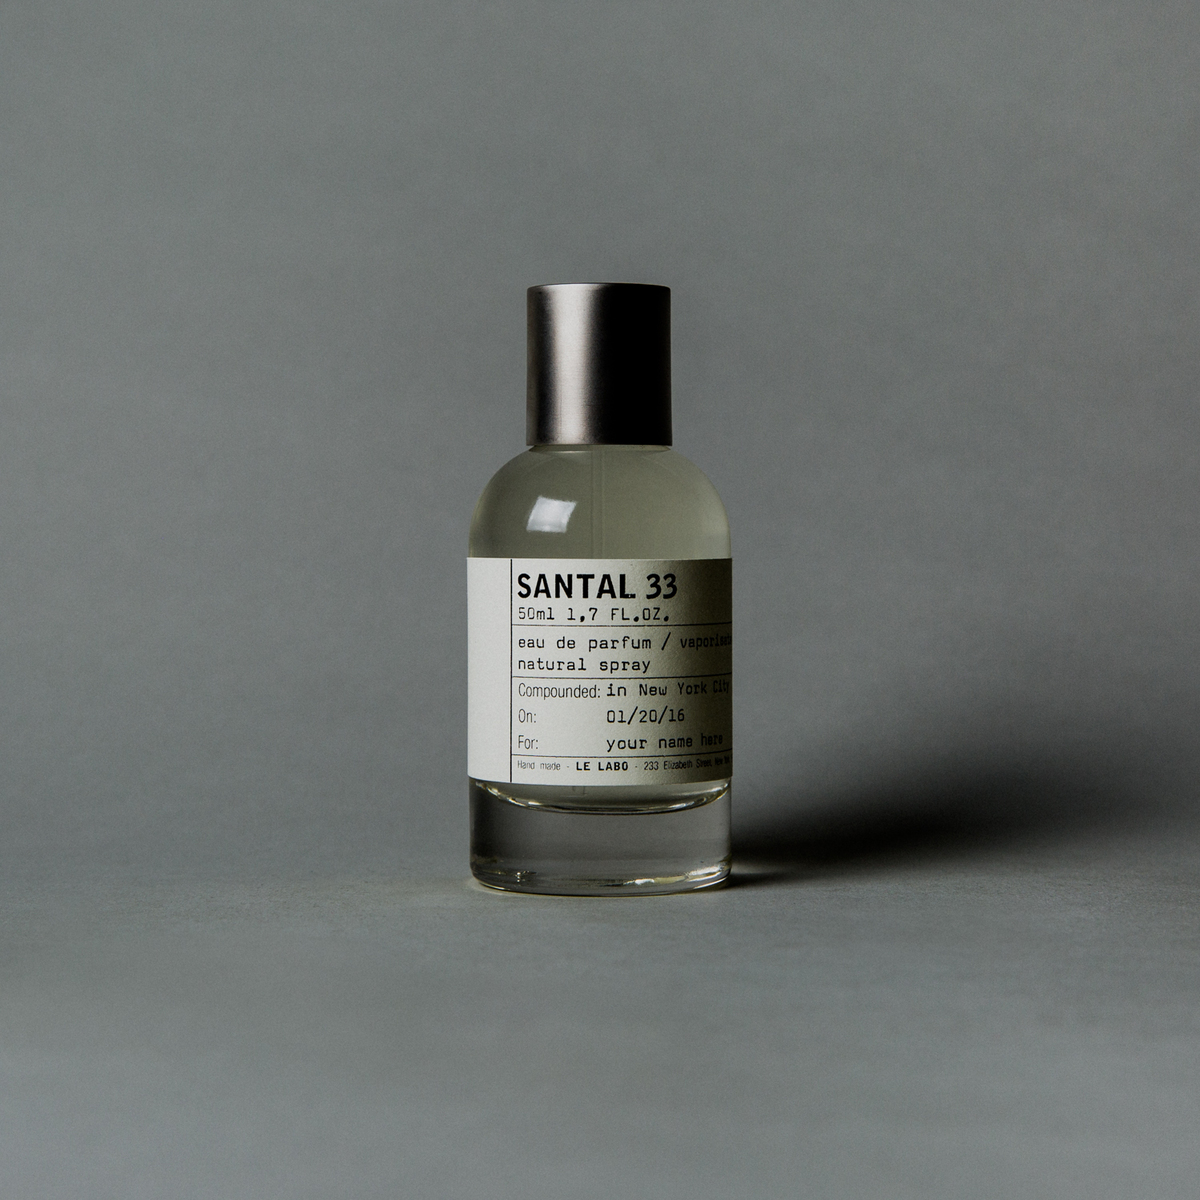 SANTAL 33
50ml 1,7 FL.OZ.
eau de parfum /
natural spray
Compounded: in New York City
On: 01/20/16
For: your name here
Hand made - LE LABO - 233 Elizabeth Street, New